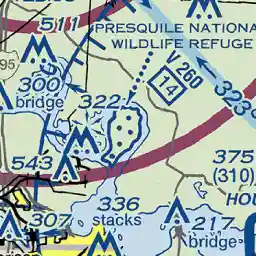 511
PRESQUILE NATIONA
WILDLIFE REFUGE
95
V 260
300
bridge
322
14
323
543
375
(310)
336
stacks
HOU
307
217
bridge